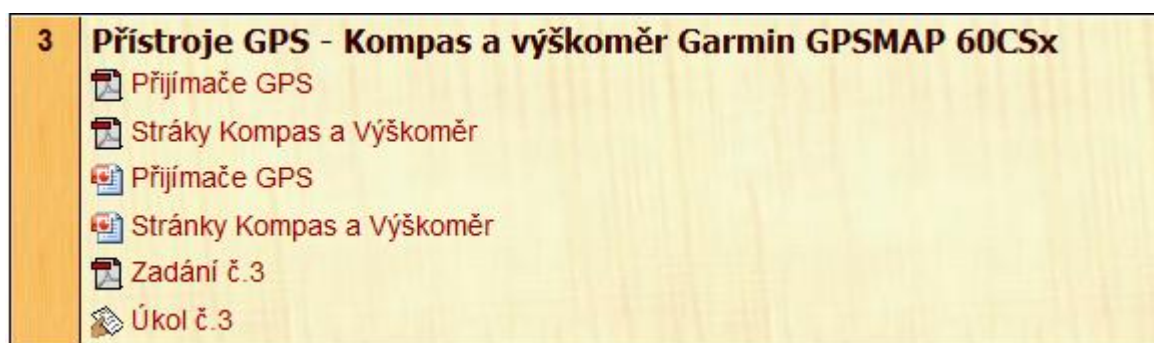 3 Přístroje GPS - Kompas a výškoměr Garmin GPSMAP 60CSx
Přijímače GPS
Stráky Kompas a Výškoměr
Přijímače GPS
Stránky Kompas a Výškoměr
Zadání č.3
Úkol č.3